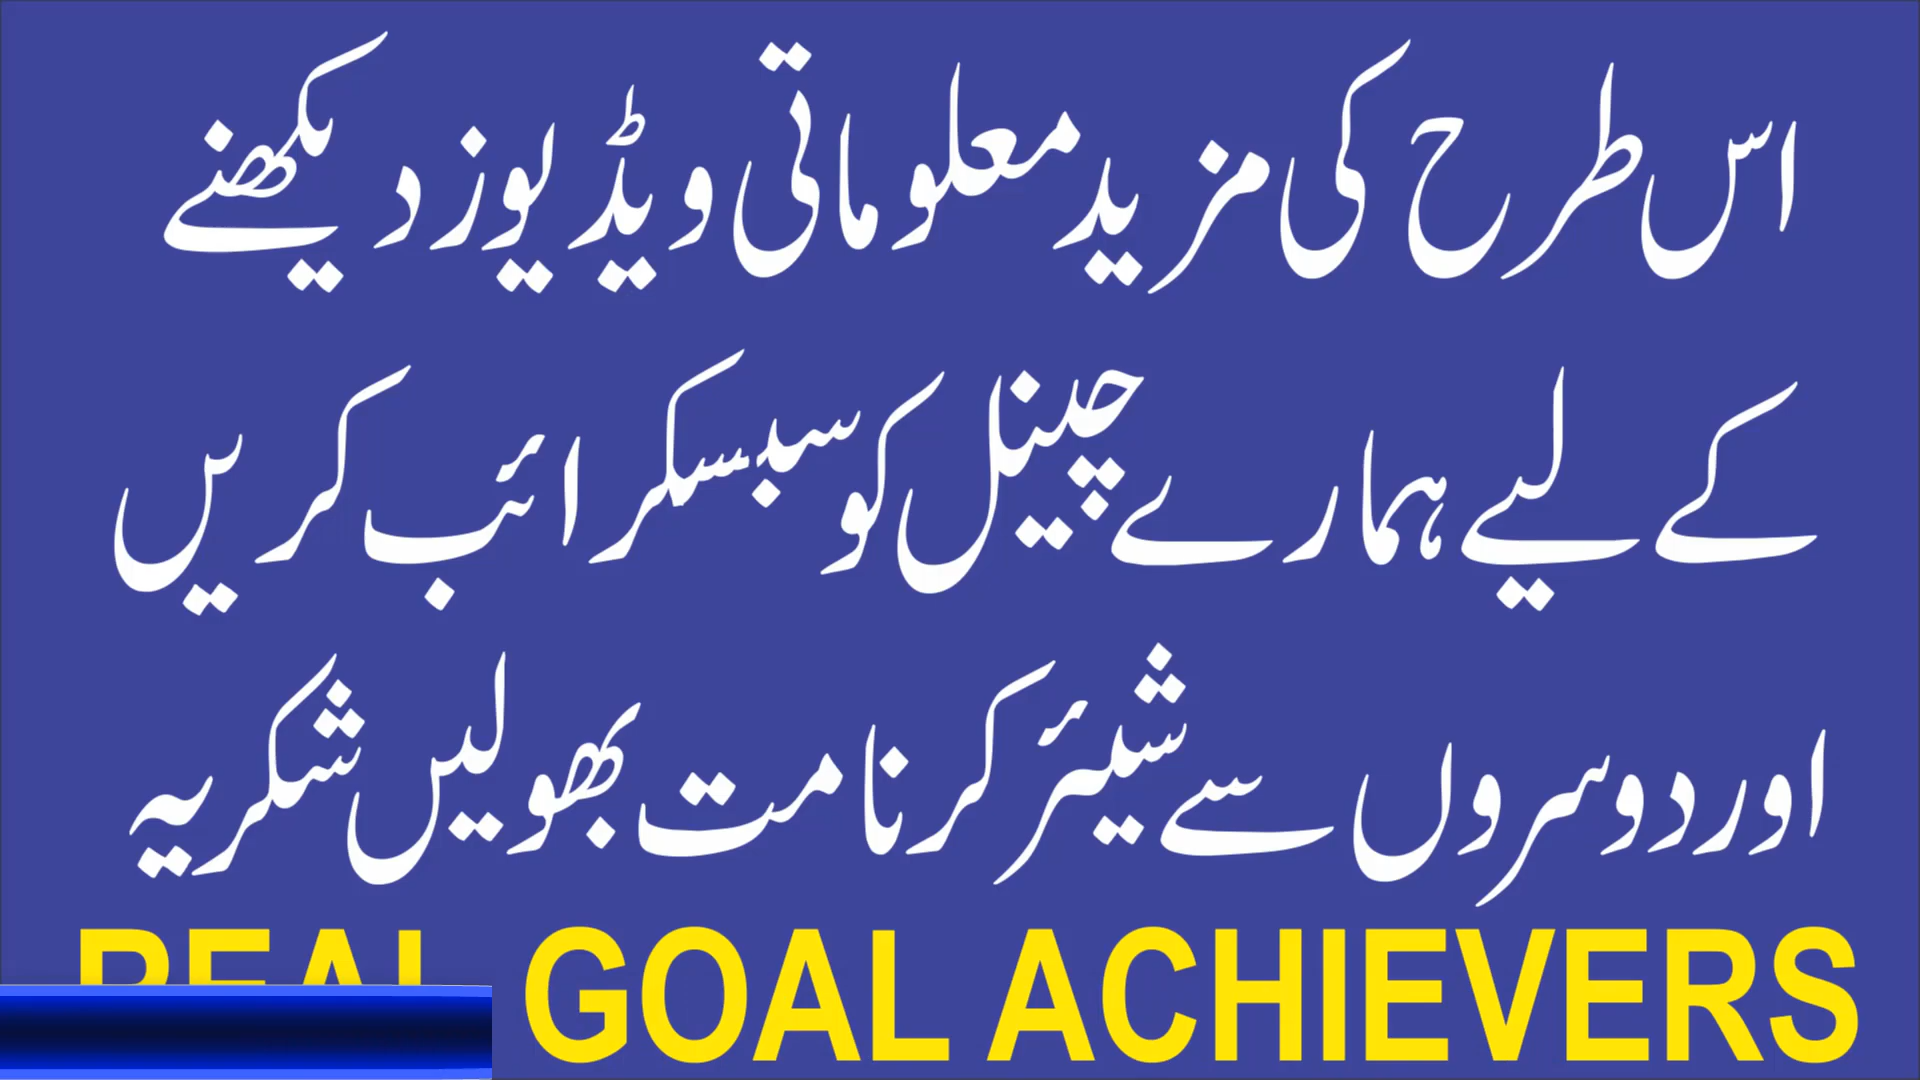 اس طرح کی مزید معلوماتی ویڈیوز دیکھنے
کے لیے ہمارے چینل کو سبسکرائب کریں
اور دوسروں سے شیئر کرنا مت بھولیں شکریہ
REAL GOAL ACHIEVERS